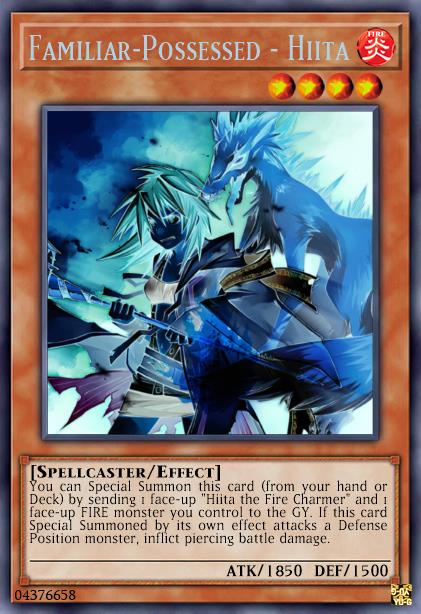 FAMILIAR-POSSESSED - HIITA
FIRE
炎
[SPELLCASTER/EFFECT]
You can Special Summon this card (from your hand or
Deck) by sending 1 face-up "Hiita the Fire Charmer" and 1
face-up FIRE monster you control to the GY. If this card
Special Summoned by its own effect attacks a Defense
Position monster, inflict piercing battle damage.
ATK/1850 DEF/1500
04376658